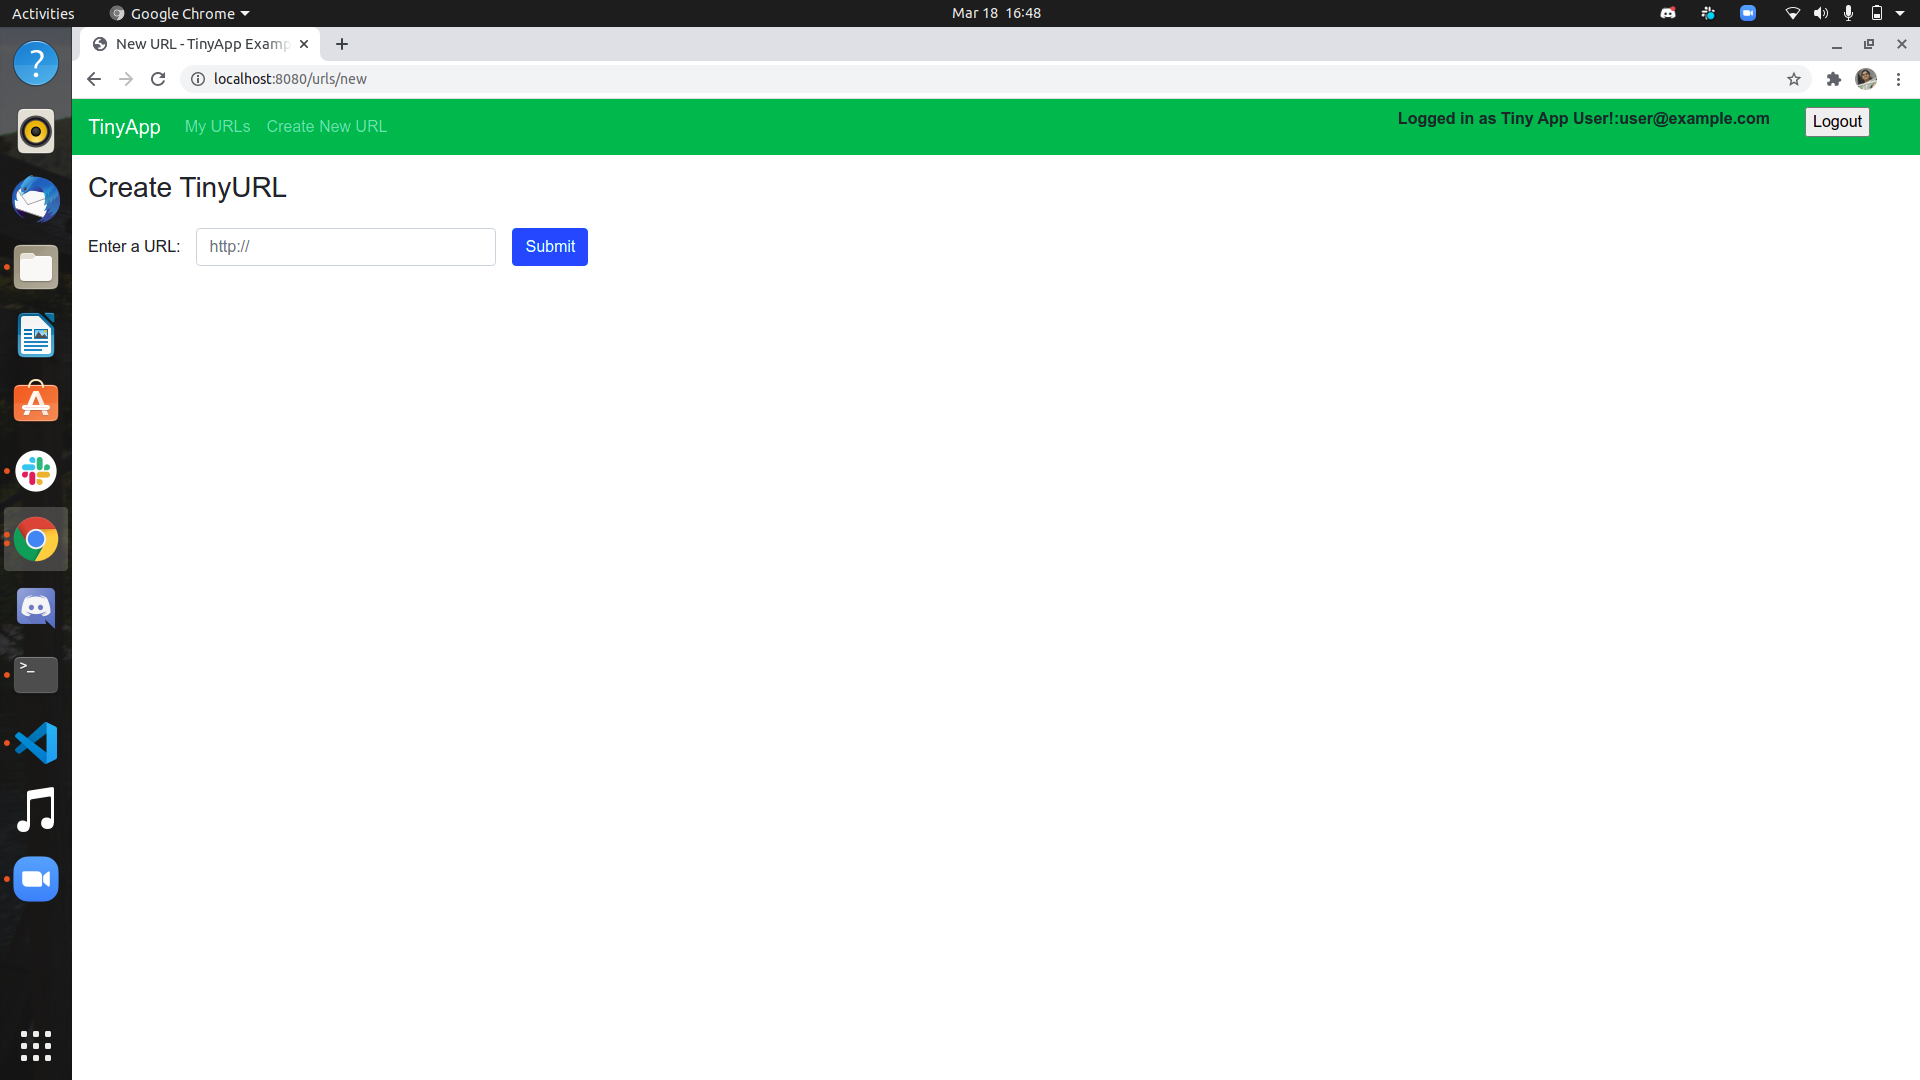 Activities
Google Chrome
Mar 18 16:48
New URL - TinyApp Examp
localhost:8080/urls/new
TinyApp
My URLs
Create New URL
Logged in as Tiny App User!:user@example.com
Logout
Create TinyURL
Enter a URL:
http://
Submit
>_